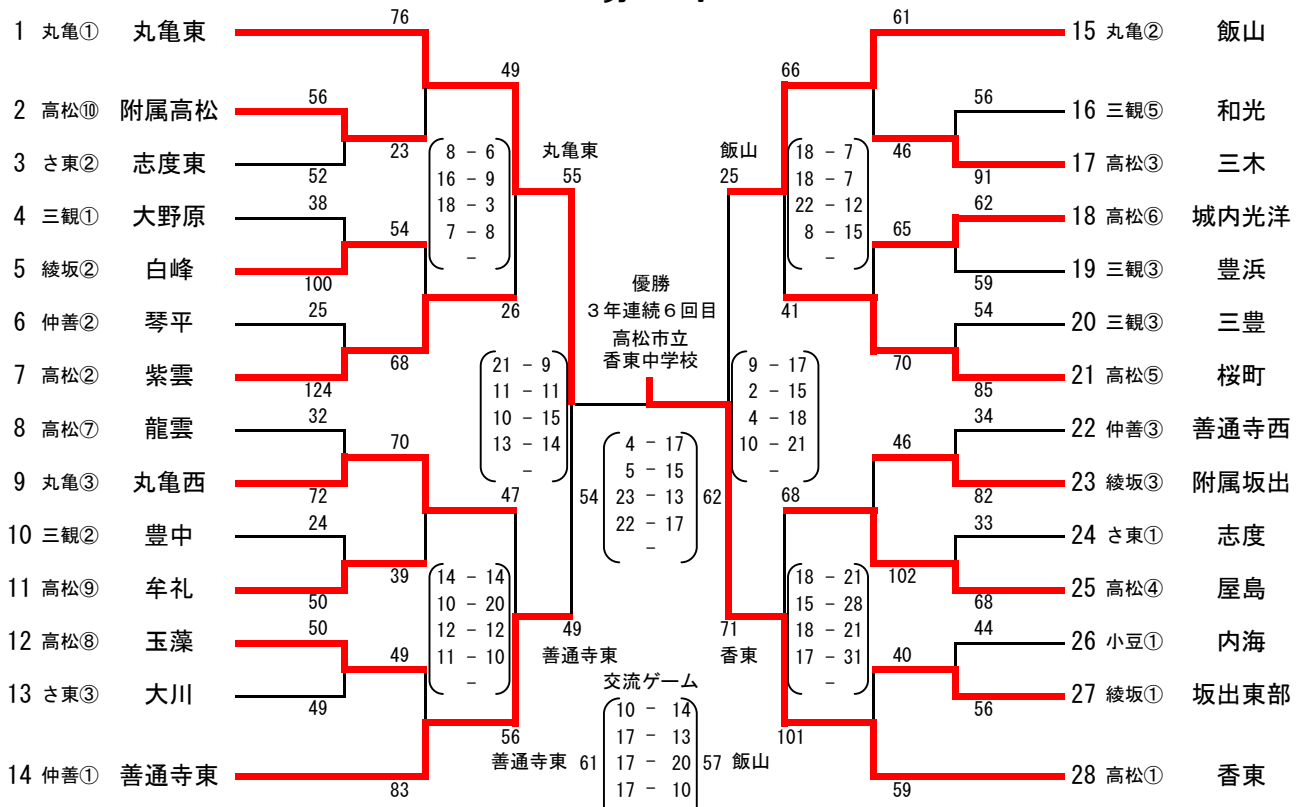 1 丸亀① 丸亀東
2 高松⑩ 附属高松
3 さ東② 志度東
4 三観① 大野原
5 綾坂② 白峰
6 仲善② 琴平
7 高松② 紫雲
8 高松⑦ 龍雲
9 丸亀③ 丸亀西
10 三観② 豊中
11 高松⑨ 牟礼
12 高松⑧ 玉藻
13 さ東③ 大川
14 仲善① 善通寺東
76
56
23
52
38
54
100
25
68
124
32
70
72
24
39
50
50
49
49
83
49
8 - 6
16 - 9
18 - 3
7 - 8
-
26
47
14 - 14
10 - 20
12 - 12
11 - 10
-
56
丸亀東
55
21 - 9
11 - 11
10 - 15
13 - 14
-
49
善通寺東
優勝
３年連続６回目
高松市立
香東中学校
54
4 - 17
5 - 15
23 - 13
22 - 17
-
62
交流ゲーム
善通寺東 61
10 - 14
17 - 13
17 - 20
17 - 10
57 飯山
飯山
25
9 - 17
2 - 15
4 - 18
10 - 21
-
71
香東
66
18 - 7
18 - 7
22 - 12
8 - 15
-
41
68
18 - 21
15 - 28
18 - 21
17 - 31
-
101
61
56
46
91
62
65
59
54
70
85
34
46
82
33
102
68
44
40
56
59
15 丸亀② 飯山
16 三観⑤ 和光
17 高松③ 三木
18 高松⑥ 城内光洋
19 三観③ 豊浜
20 三観③ 三豊
21 高松⑤ 桜町
22 仲善③ 善通寺西
23 綾坂③ 附属坂出
24 さ東① 志度
25 高松④ 屋島
26 小豆① 内海
27 綾坂① 坂出東部
28 高松① 香東